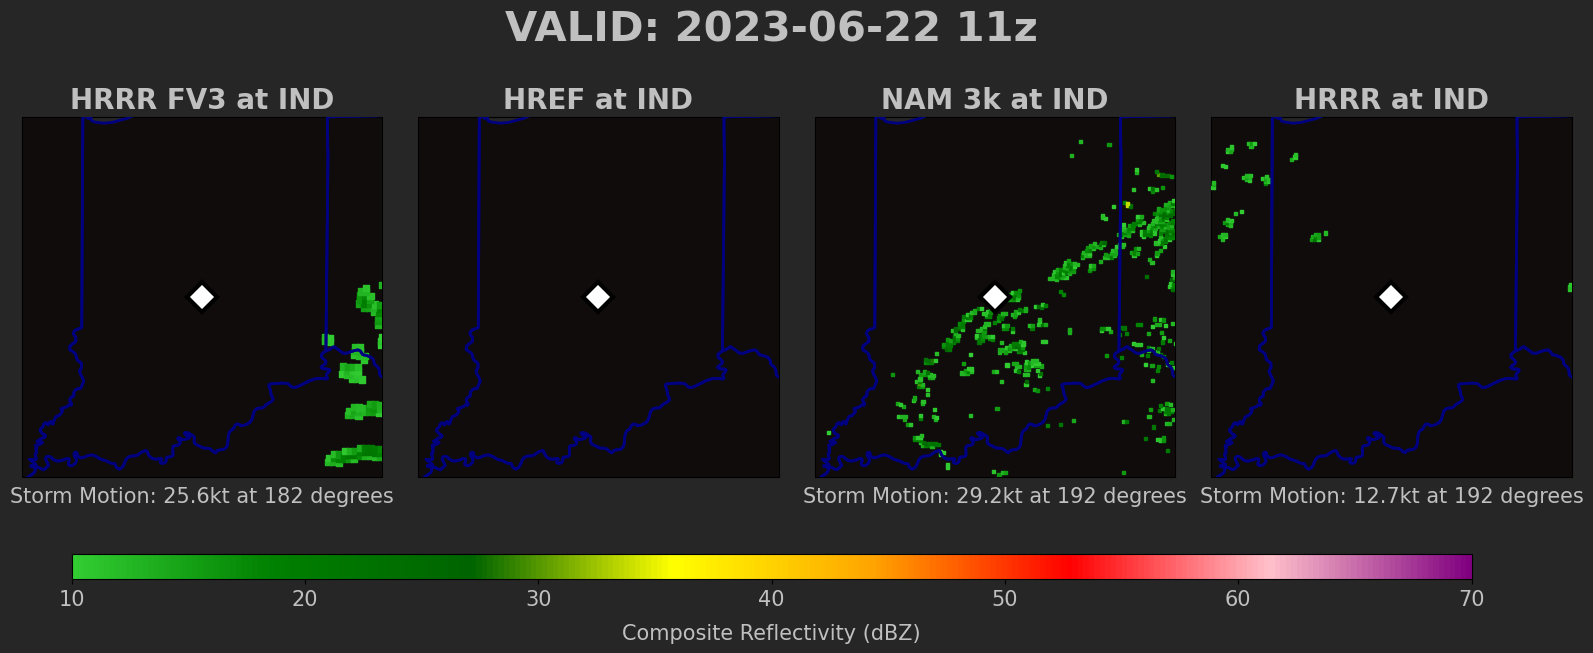 VALID: 2023-06-22 11z
HRRR FV3 at IND
HREF at IND
NAM 3k at IND
HRRR at IND
Storm Motion: 25.6kt at 182 degrees
Storm Motion: 29.2kt at 192 degrees
Storm Motion: 12.7kt at 192 degrees
10 20 30 40 50 60 70
Composite Reflectivity (dBZ)